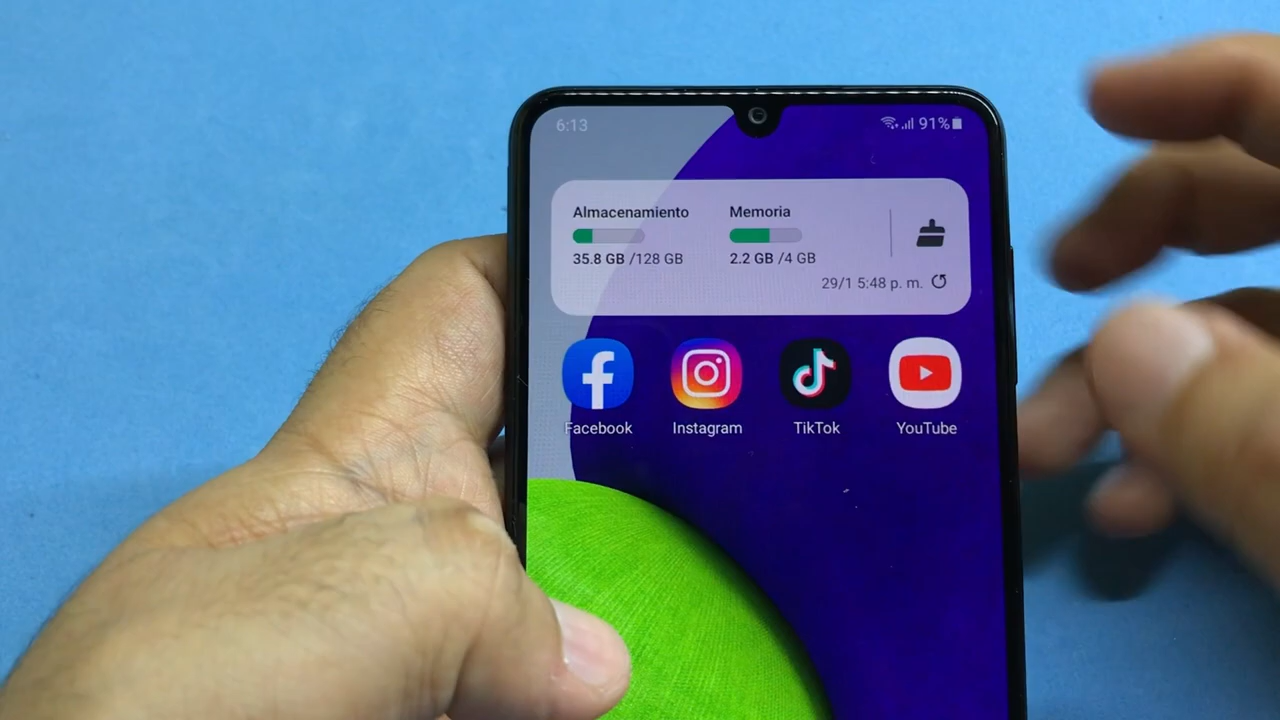 6:13 91%
Almacenamiento Memoria
35.8 GB /128 GB 2.2 GB /4 GB
29/1 5:48 p. m.
Facebook Instagram TikTok YouTube